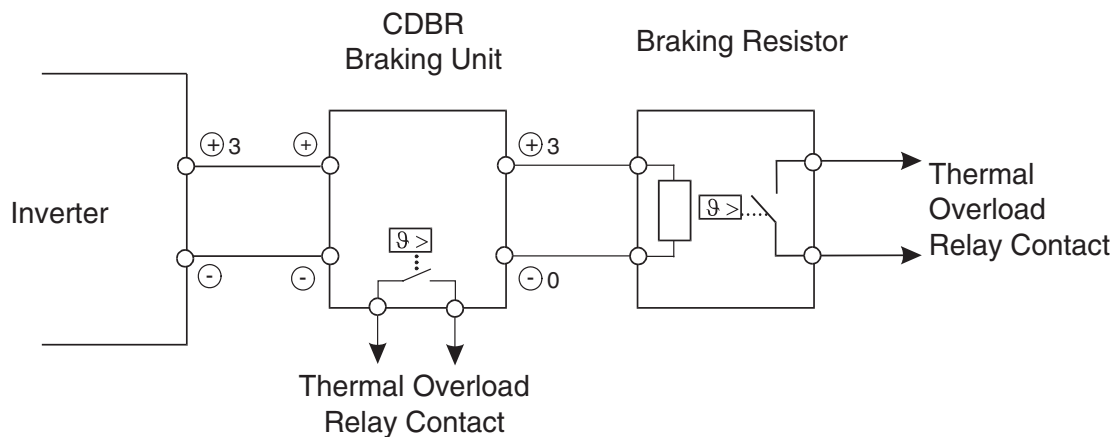 CDBR
Braking Unit
Braking Resistor
+ 3
+
+ 3
Inverter
ϑ >
ϑ >
Thermal
Overload
Relay Contact
-
-
- 0
Thermal Overload
Relay Contact